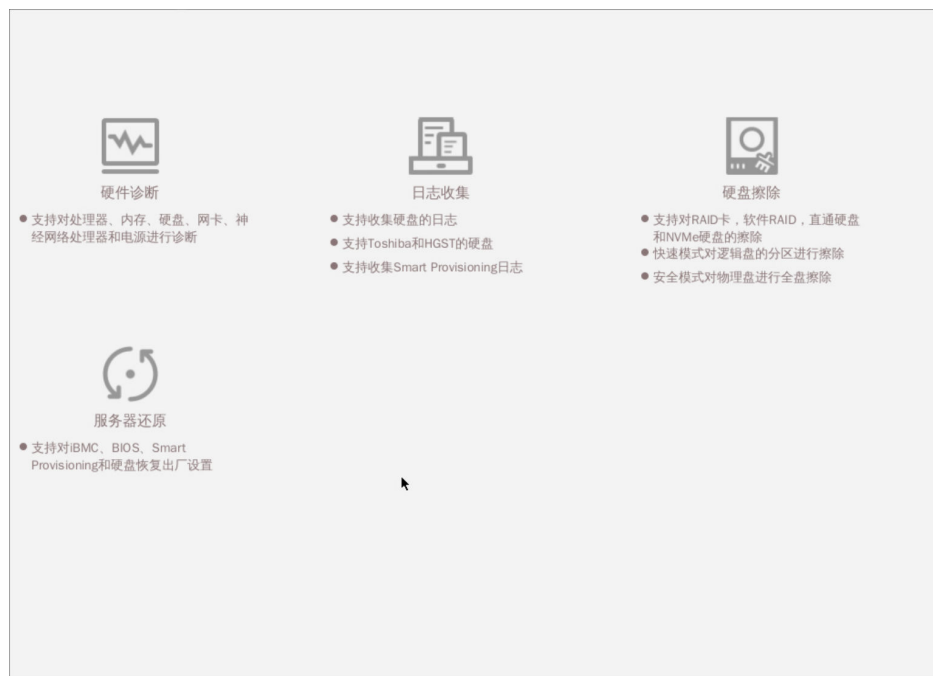 硬件诊断
支持对处理器、内存、硬盘、网卡、神
经网络处理器和电源进行诊断
日志收集
支持收集硬盘的日志
支持Toshiba和HGST的硬盘
支持收集Smart Provisioning日志
硬盘擦除
支持对RAID卡，软件RAID，直通硬盘
和NVMe硬盘的擦除
快速模式对逻辑盘的分区进行擦除
安全模式对物理盘进行全盘擦除
服务器还原
支持对iBMC、BIOS、Smart
Provisioning和硬盘恢复出厂设置